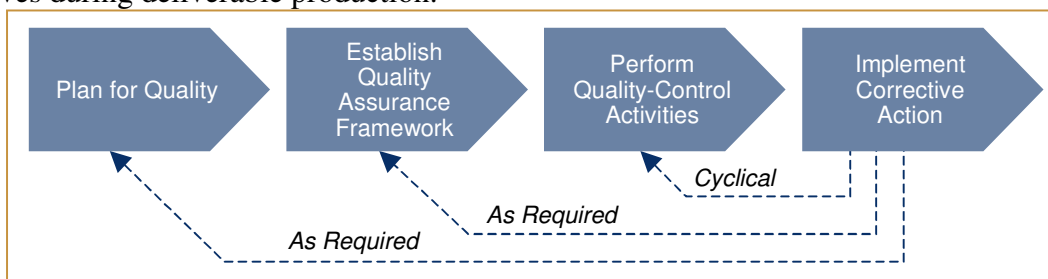 ves during deliverable production.
Plan for Quality
Establish
Quality
Assurance
Framework
Perform
Quality-Control
Activities
Implement
Corrective
Action
Cyclical
As Required
As Required